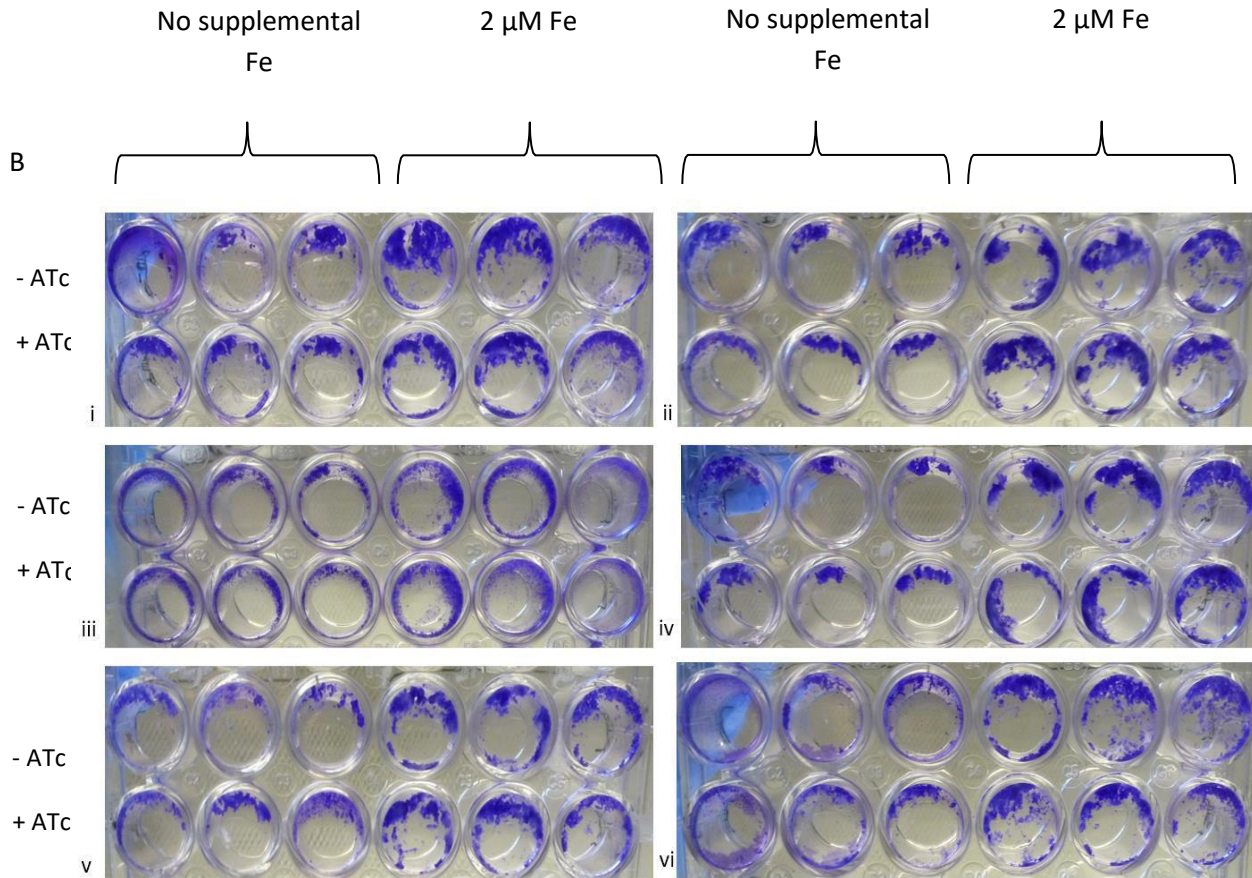 No supplemental
Fe
2 µM Fe
No supplemental
Fe
2 µM Fe
B
- ATc
+ ATc
i
ii
- ATc
+ ATc
iii
iv
- ATc
+ ATc
v
vi